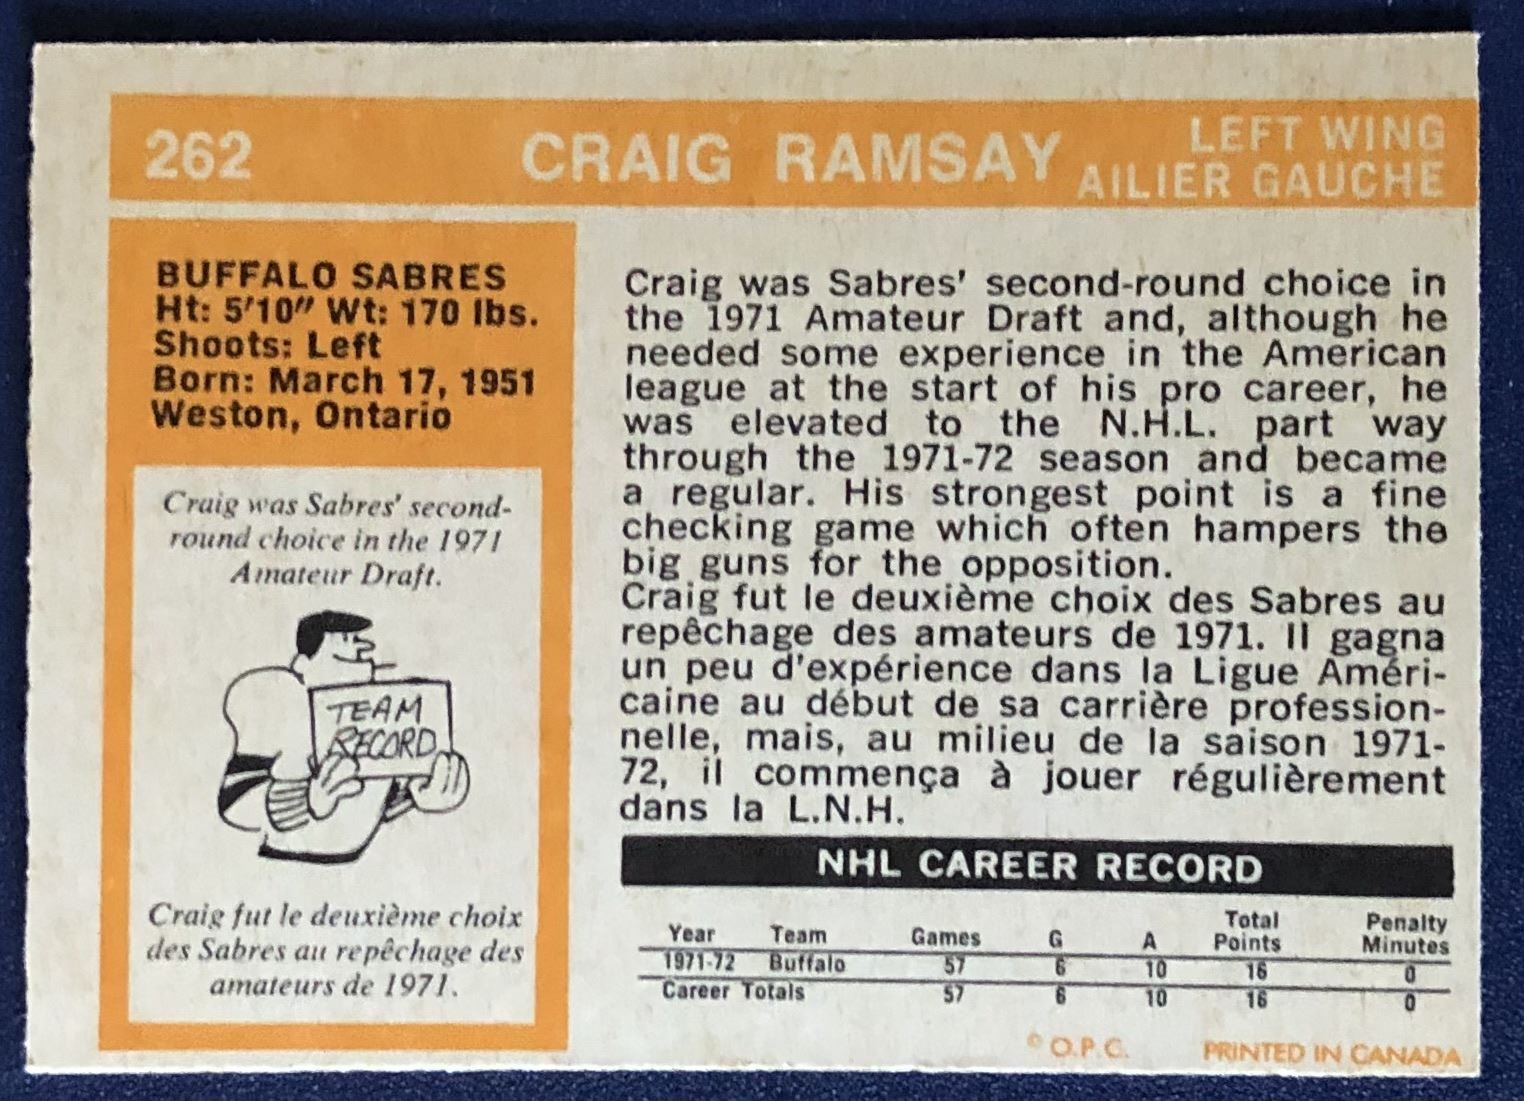 262 CRAIG RAMSAY LEFT WING
AILIER GAUCHE
BUFFALO SABRES
Ht: 5'10" Wt: 170 lbs.
Shoots: Left
Born: March 17, 1951
Weston, Ontario
Craig was Sabres' second-
round choice in the 1971
Amateur Draft.
TEAM
RECORD
Craig fut le deuxième choix
des Sabres au repêchage des
amateurs de 1971.
Craig was Sabres' second-round choice in
the 1971 Amateur Draft and, although he
needed some experience in the American
league at the start of his pro career, he
was elevated to the N.H.L. part way
through the 1971-72 season and became
a regular. His strongest point is a fine
checking game which often hampers the
big guns for the opposition.
Craig fut le deuxième choix des Sabres au
repêchage des amateurs de 1971. Il gagna
un peu d'expérience dans la Ligue Améri-
caine au début de sa carrière profession-
nelle, mais, au milieu de la saison 1971-
72, il commença à jouer régulièrement
dans la L.N.H.
NHL CAREER RECORD
Year Team Games G A Total Points Penalty Minutes
1971-72 Buffalo 57 6 10 16 0
Career Totals 57 6 10 16 0
© O.P.C. PRINTED IN CANADA